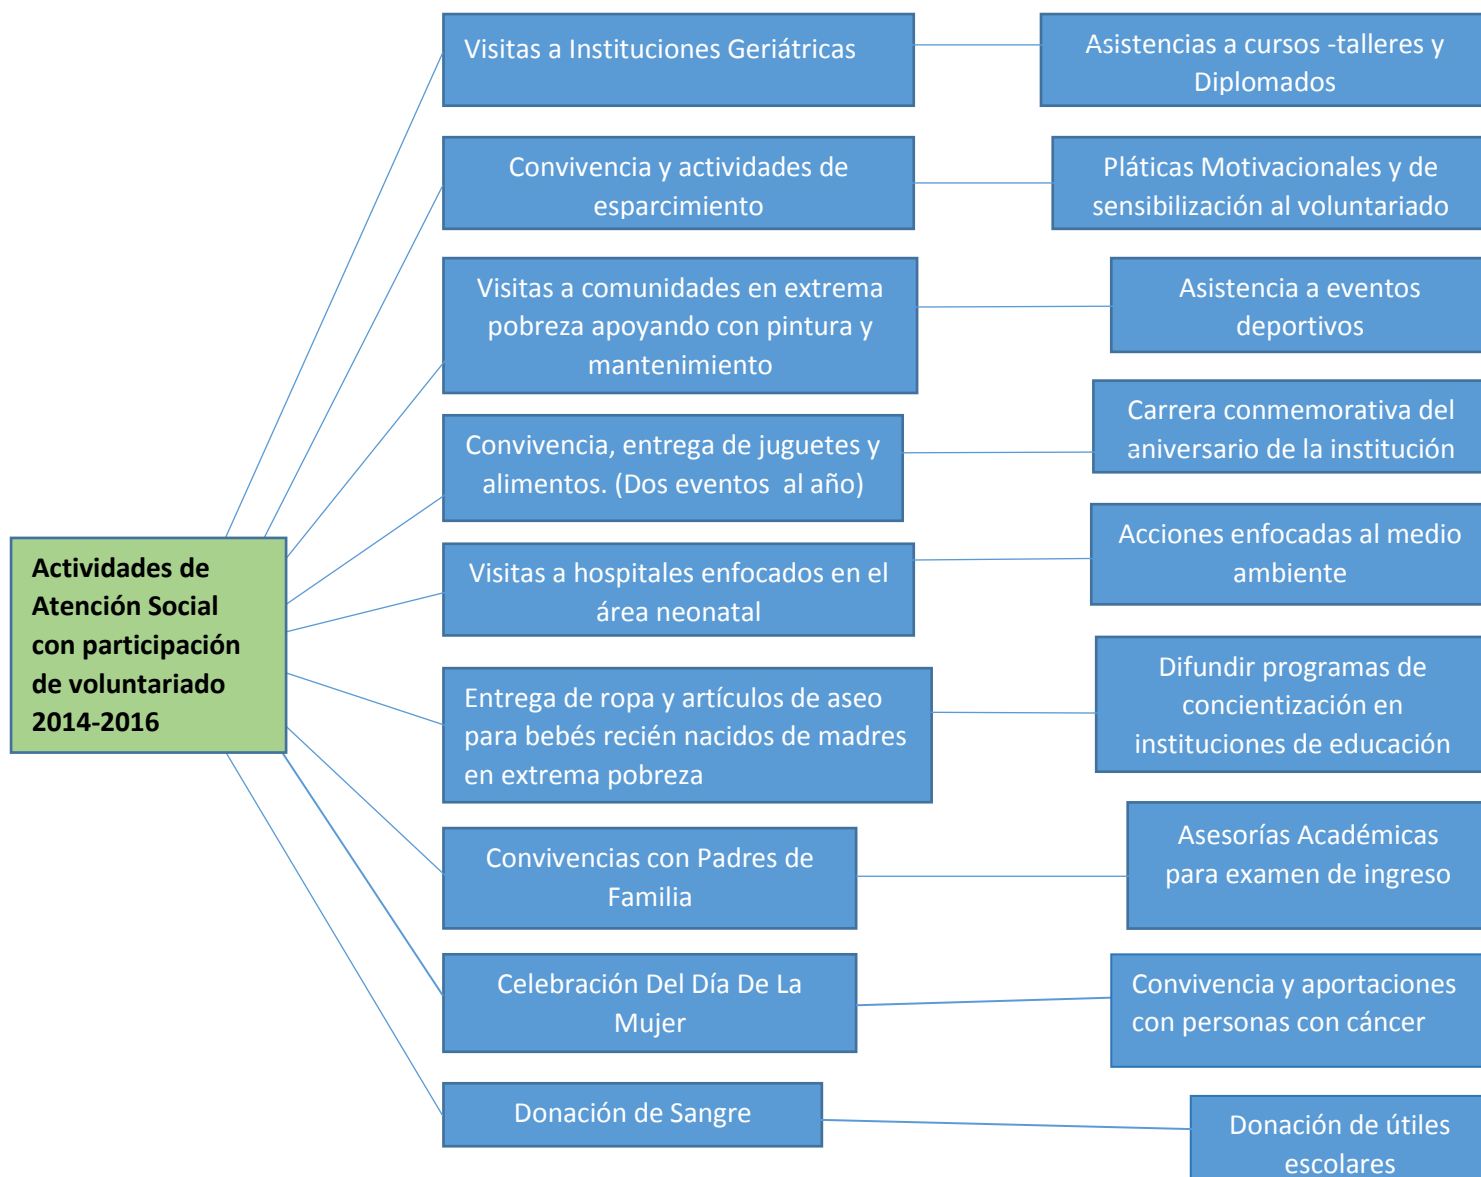 Visitas a Instituciones Geriátricas
Asistencias a cursos -talleres y
Diplomados
Convivencia y actividades de
esparcimiento
Pláticas Motivacionales y de
sensibilización al voluntariado
Visitas a comunidades en extrema
pobreza apoyando con pintura y
mantenimiento
Asistencia a eventos
deportivos
Convivencia, entrega de juguetes y
alimentos. (Dos eventos  al año)
Carrera conmemorativa del
aniversario de la institución
Actividades de
Atención Social
con participación
de voluntariado
2014-2016
Visitas a hospitales enfocados en el
área neonatal
Acciones enfocadas al medio
ambiente
Entrega de ropa y artículos de aseo
para bebés recién nacidos de madres
en extrema pobreza
Difundir programas de
concientización en
instituciones de educación
Convivencias con Padres de
Familia
Asesorías Académicas
para examen de ingreso
Celebración Del Día De La
Mujer
Convivencia y aportaciones
con personas con cáncer
Donación de Sangre
Donación de útiles
escolares